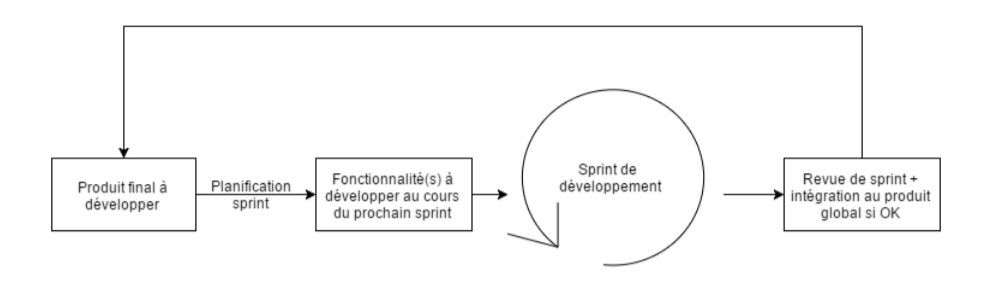 Produit final à
développer
Planification
sprint
Fonctionnalité(s) à
développer au cours
du prochain sprint
Sprint de
développement
Revue de sprint +
intégration au produit
global si OK